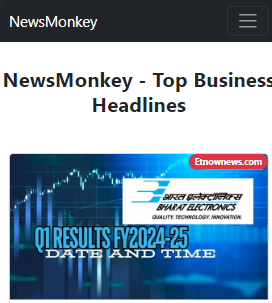 NewsMonkey
NewsMonkey - Top Business
Headlines
Etnownews.com
भारत इलेक्ट्रॉनिक्स
BHARAT ELECTRONICS
QUALITY. TECHNOLOGY. INNOVATION.
Q1 RESULTS FY2024-25
DATE AND TIME